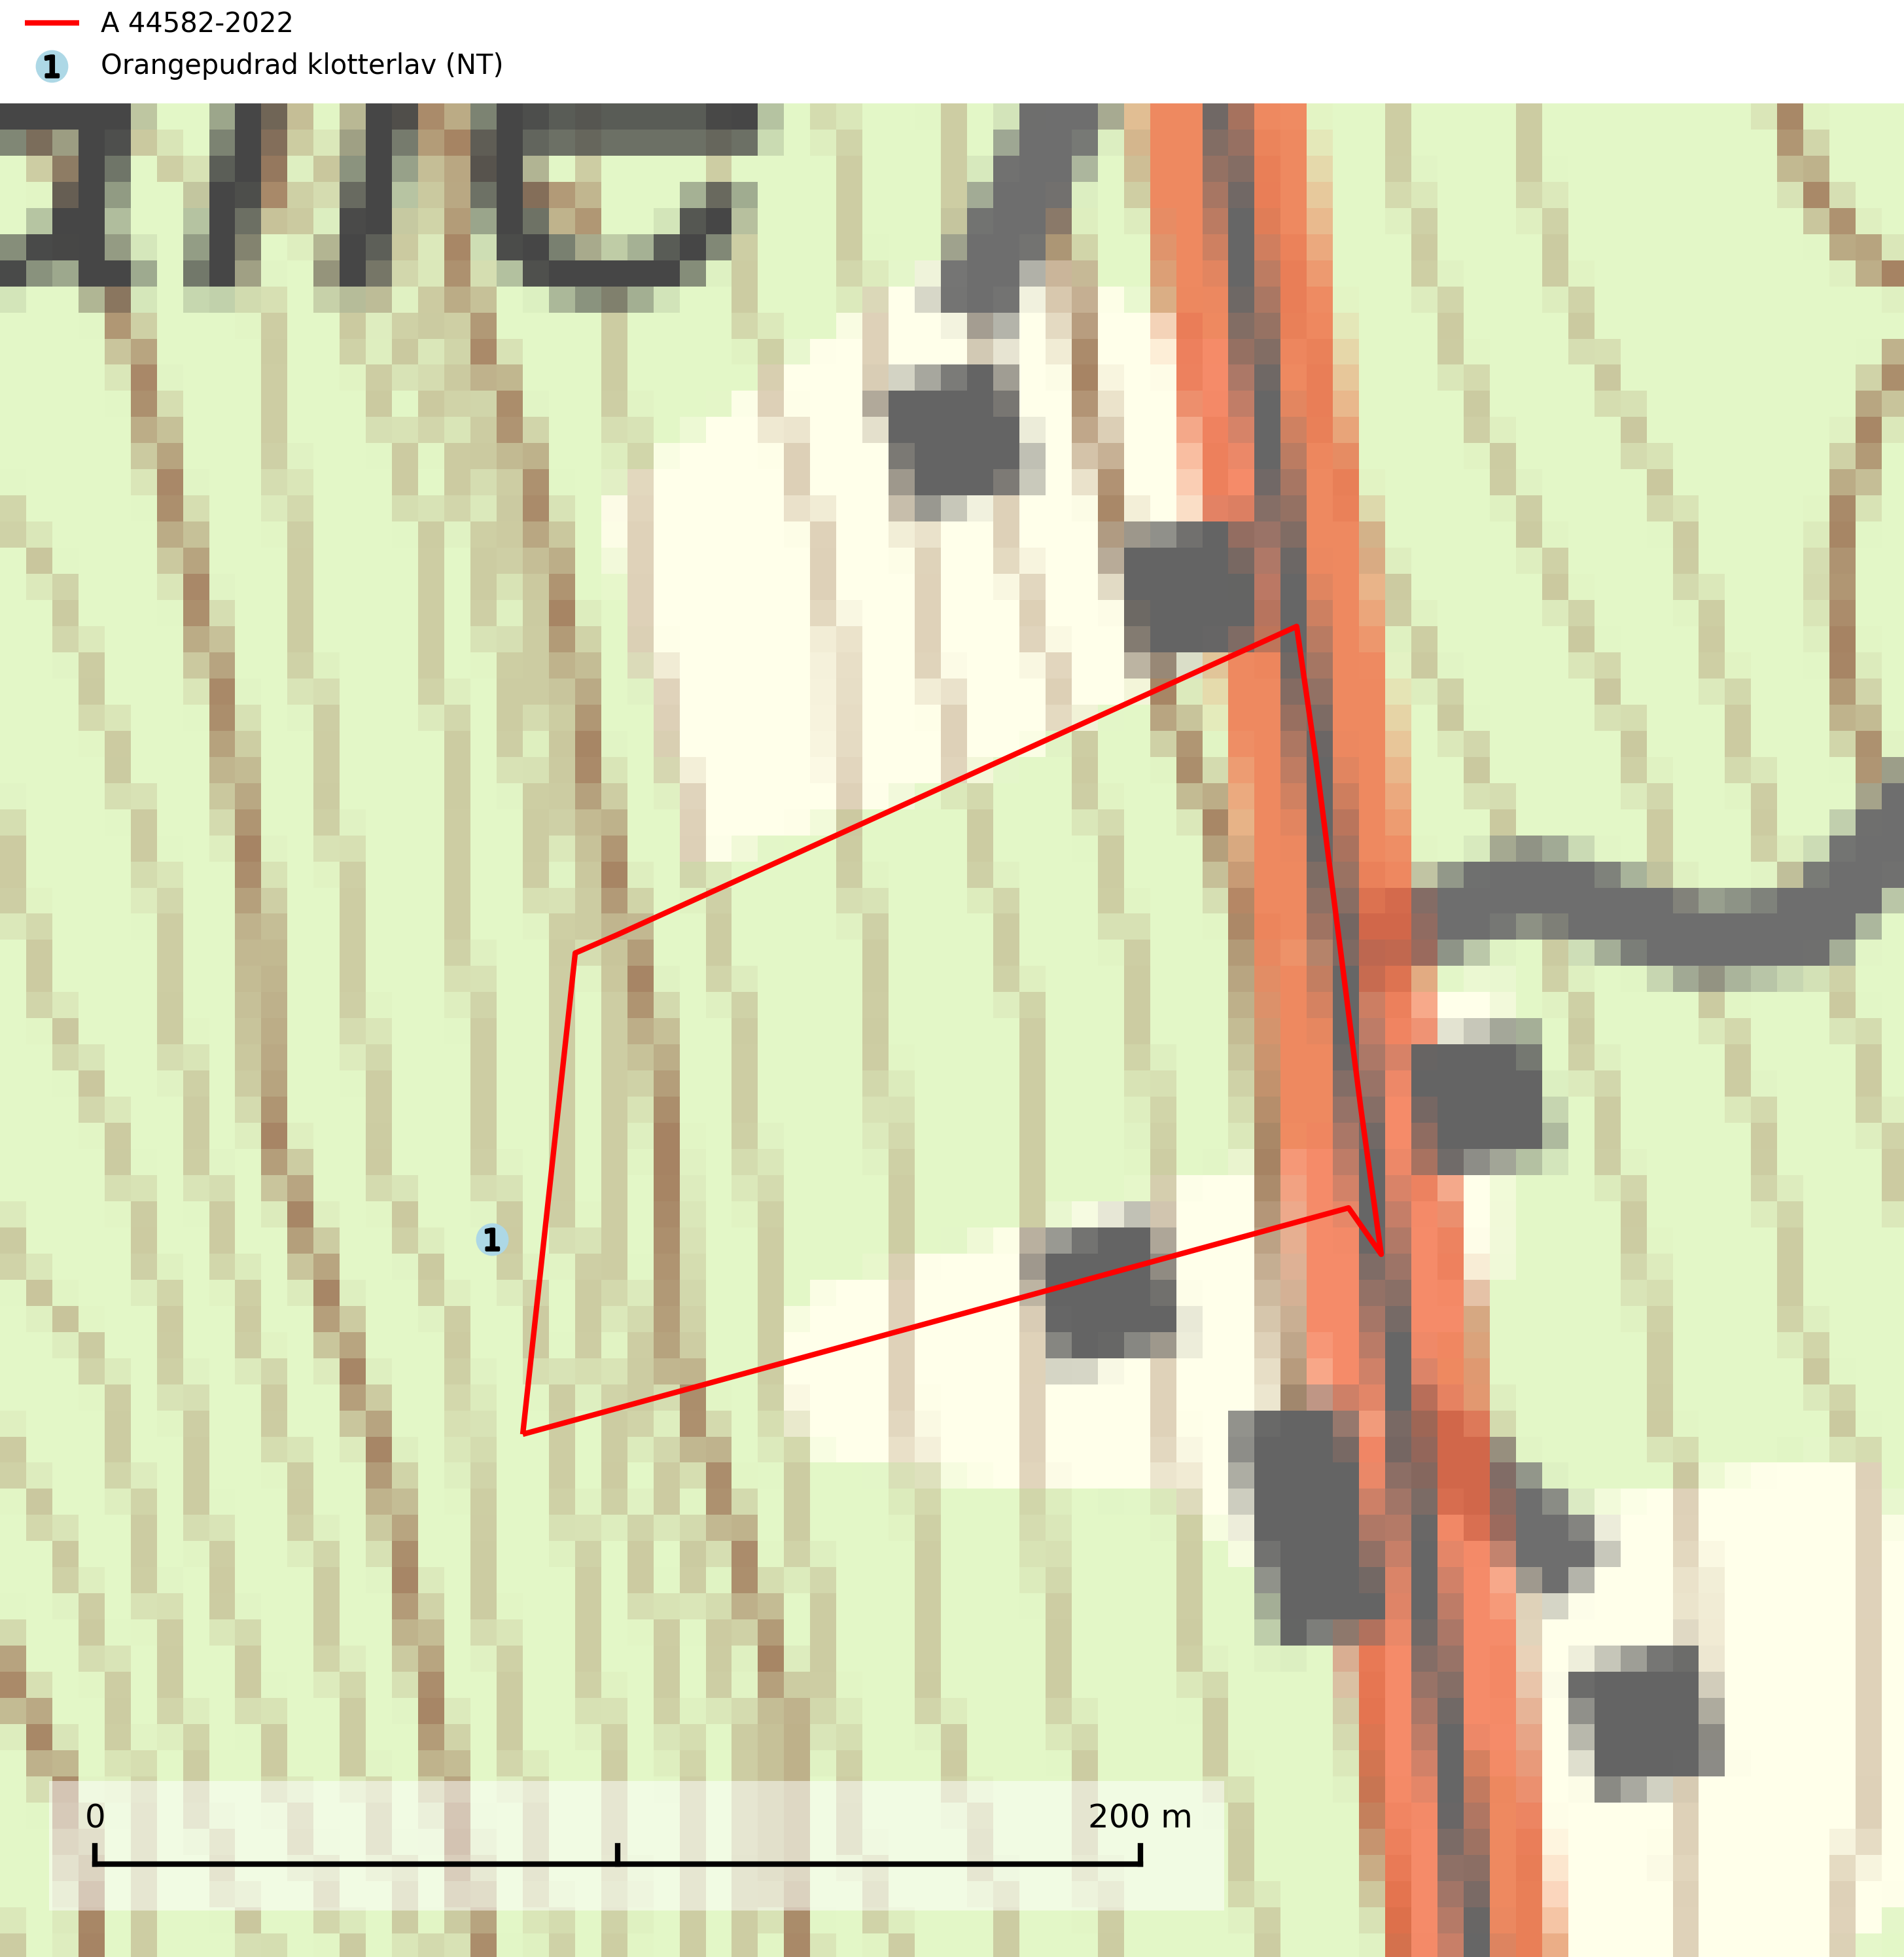 A 44582-2022
1 Orangepudrad klotterlav (NT)
1
0 200 m